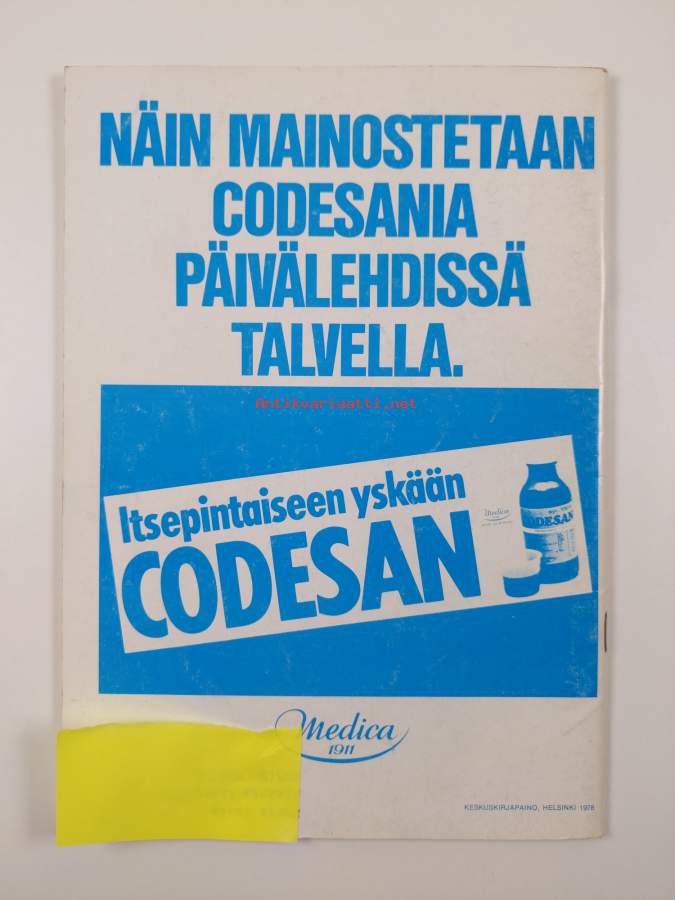 NÄIN MAINOSTETAAN
CODESANIA
PÄIVÄLEHDISSÄ
TALVELLA.
Antikvariaatti.net
Itsepintaiseen yskään
CODESAN
Medica
CODESAN
Medica
1911
KESKUSKIRJAPAINO, HELSINKI 1978